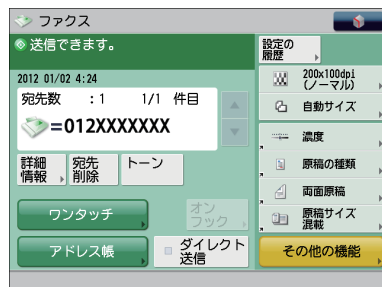 ファクス
送信できます。
設定の
履歴
2012 01/02 4:24
宛先数 :1 1/1 件目
=012XXXXXXX
200x100dpi
(ノーマル)
自動サイズ
濃度
原稿の種類
両面原稿
原稿サイズ
混載
詳細
情報
宛先
削除
トーン
ワンタッチ
オン
フック
アドレス帳
ダイレクト
送信
その他の機能